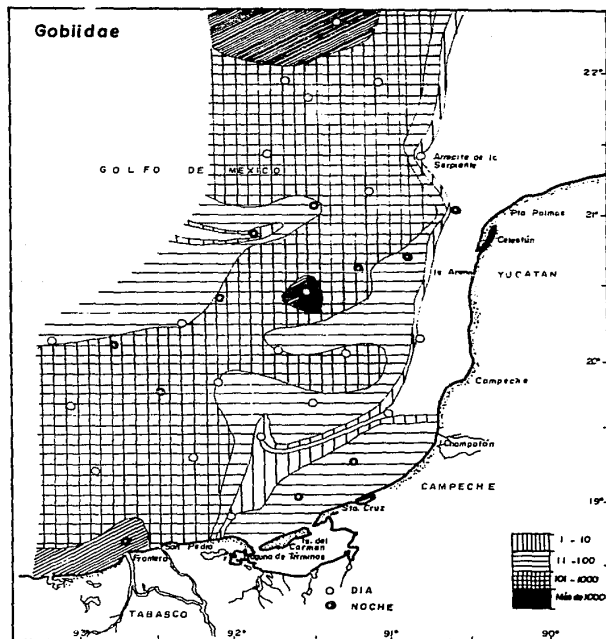 Gobiidae
22°
Arrecife de la
Serpiente
GOLFO DE MEXICO
Pta Palmas
21°
Celestún
Is Arena
YUCATAN
20°
Campeche
Champotón
CAMPECHE
19°
Sta. Cruz
Is. del
Carmen
San Pedro
Laguna de Términos
Frontera
TABASCO
DIA
NOCHE
1 - 10
11 - 100
101 - 1000
Más de 1000
93
92°
91°
90°